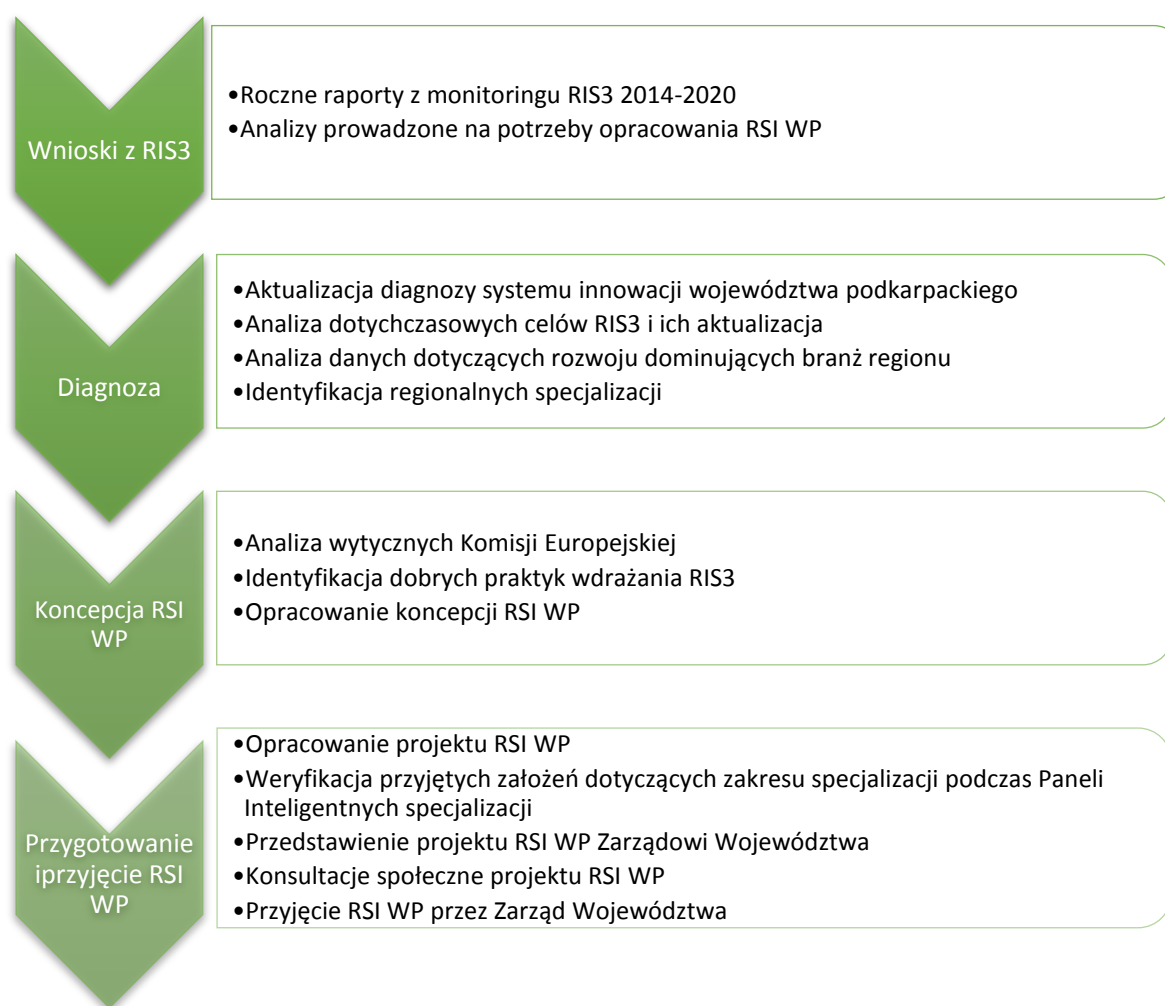 Wnioski z RIS3
•Roczne raporty z monitoringu RIS3 2014-2020
•Analizy prowadzone na potrzeby opracowania RSI WP
Diagnoza
•Aktualizacja diagnozy systemu innowacji województwa podkarpackiego
•Analiza dotychczasowych celów RIS3 i ich aktualizacja
•Analiza danych dotyczących rozwoju dominujących branż regionu
•Identyfikacja regionalnych specjalizacji
Koncepcja RSI
WP
•Analiza wytycznych Komisji Europejskiej
•Identyfikacja dobrych praktyk wdrażania RIS3
•Opracowanie koncepcji RSI WP
Przygotowanie
iprzyjęcie RSI
WP
•Opracowanie projektu RSI WP
•Weryfikacja przyjętych założeń dotyczących zakresu specjalizacji podczas Paneli
Inteligentnych specjalizacji
•Przedstawienie projektu RSI WP Zarządowi Województwa
•Konsultacje społeczne projektu RSI WP
•Przyjęcie RSI WP przez Zarząd Województwa